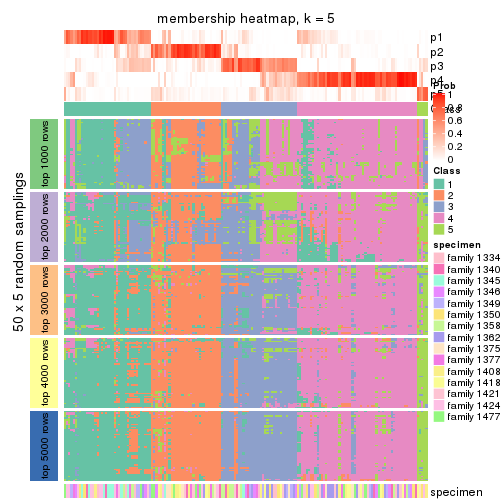 membership heatmap, k = 5
p1
p2
p3
p4
Prob
1
0.8
0.6
0.4
0.2
0
Class
1
2
3
4
5
specimen
family 1334
family 1340
family 1345
family 1346
family 1349
family 1350
family 1358
family 1362
family 1375
family 1377
family 1408
family 1418
family 1421
family 1424
family 1477
50 x 5 random samplings
top 1000 rows
top 2000 rows
top 3000 rows
top 4000 rows
top 5000 rows
specimen